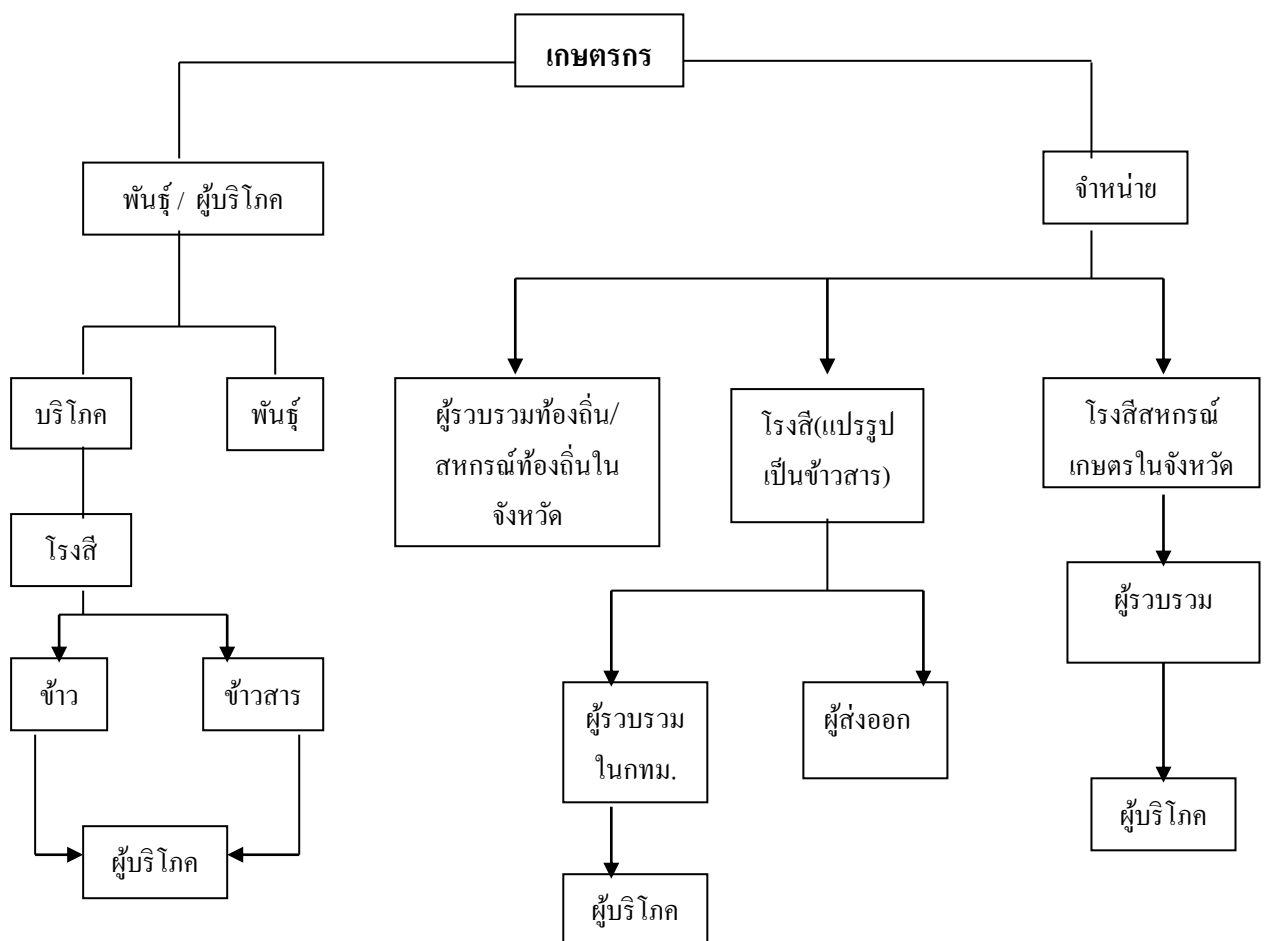 เกษตรกร
พันธุ์ / ผู้บริโภค
จำหน่าย
บริโภค
พันธุ์
ผู้รวบรวมท้องถิ่น/
สหกรณ์ท้องถิ่นใน
จังหวัด
โรงสี(แปรรูป
เป็นข้าวสาร)
โรงสีสหกรณ์
เกษตรในจังหวัด
โรงสี
ผู้รวบรวม
ข้าว
ข้าวสาร
ผู้รวบรวม
ในกทม.
ผู้ส่งออก
ผู้บริโภค
ผู้บริโภค
ผู้บริโภค